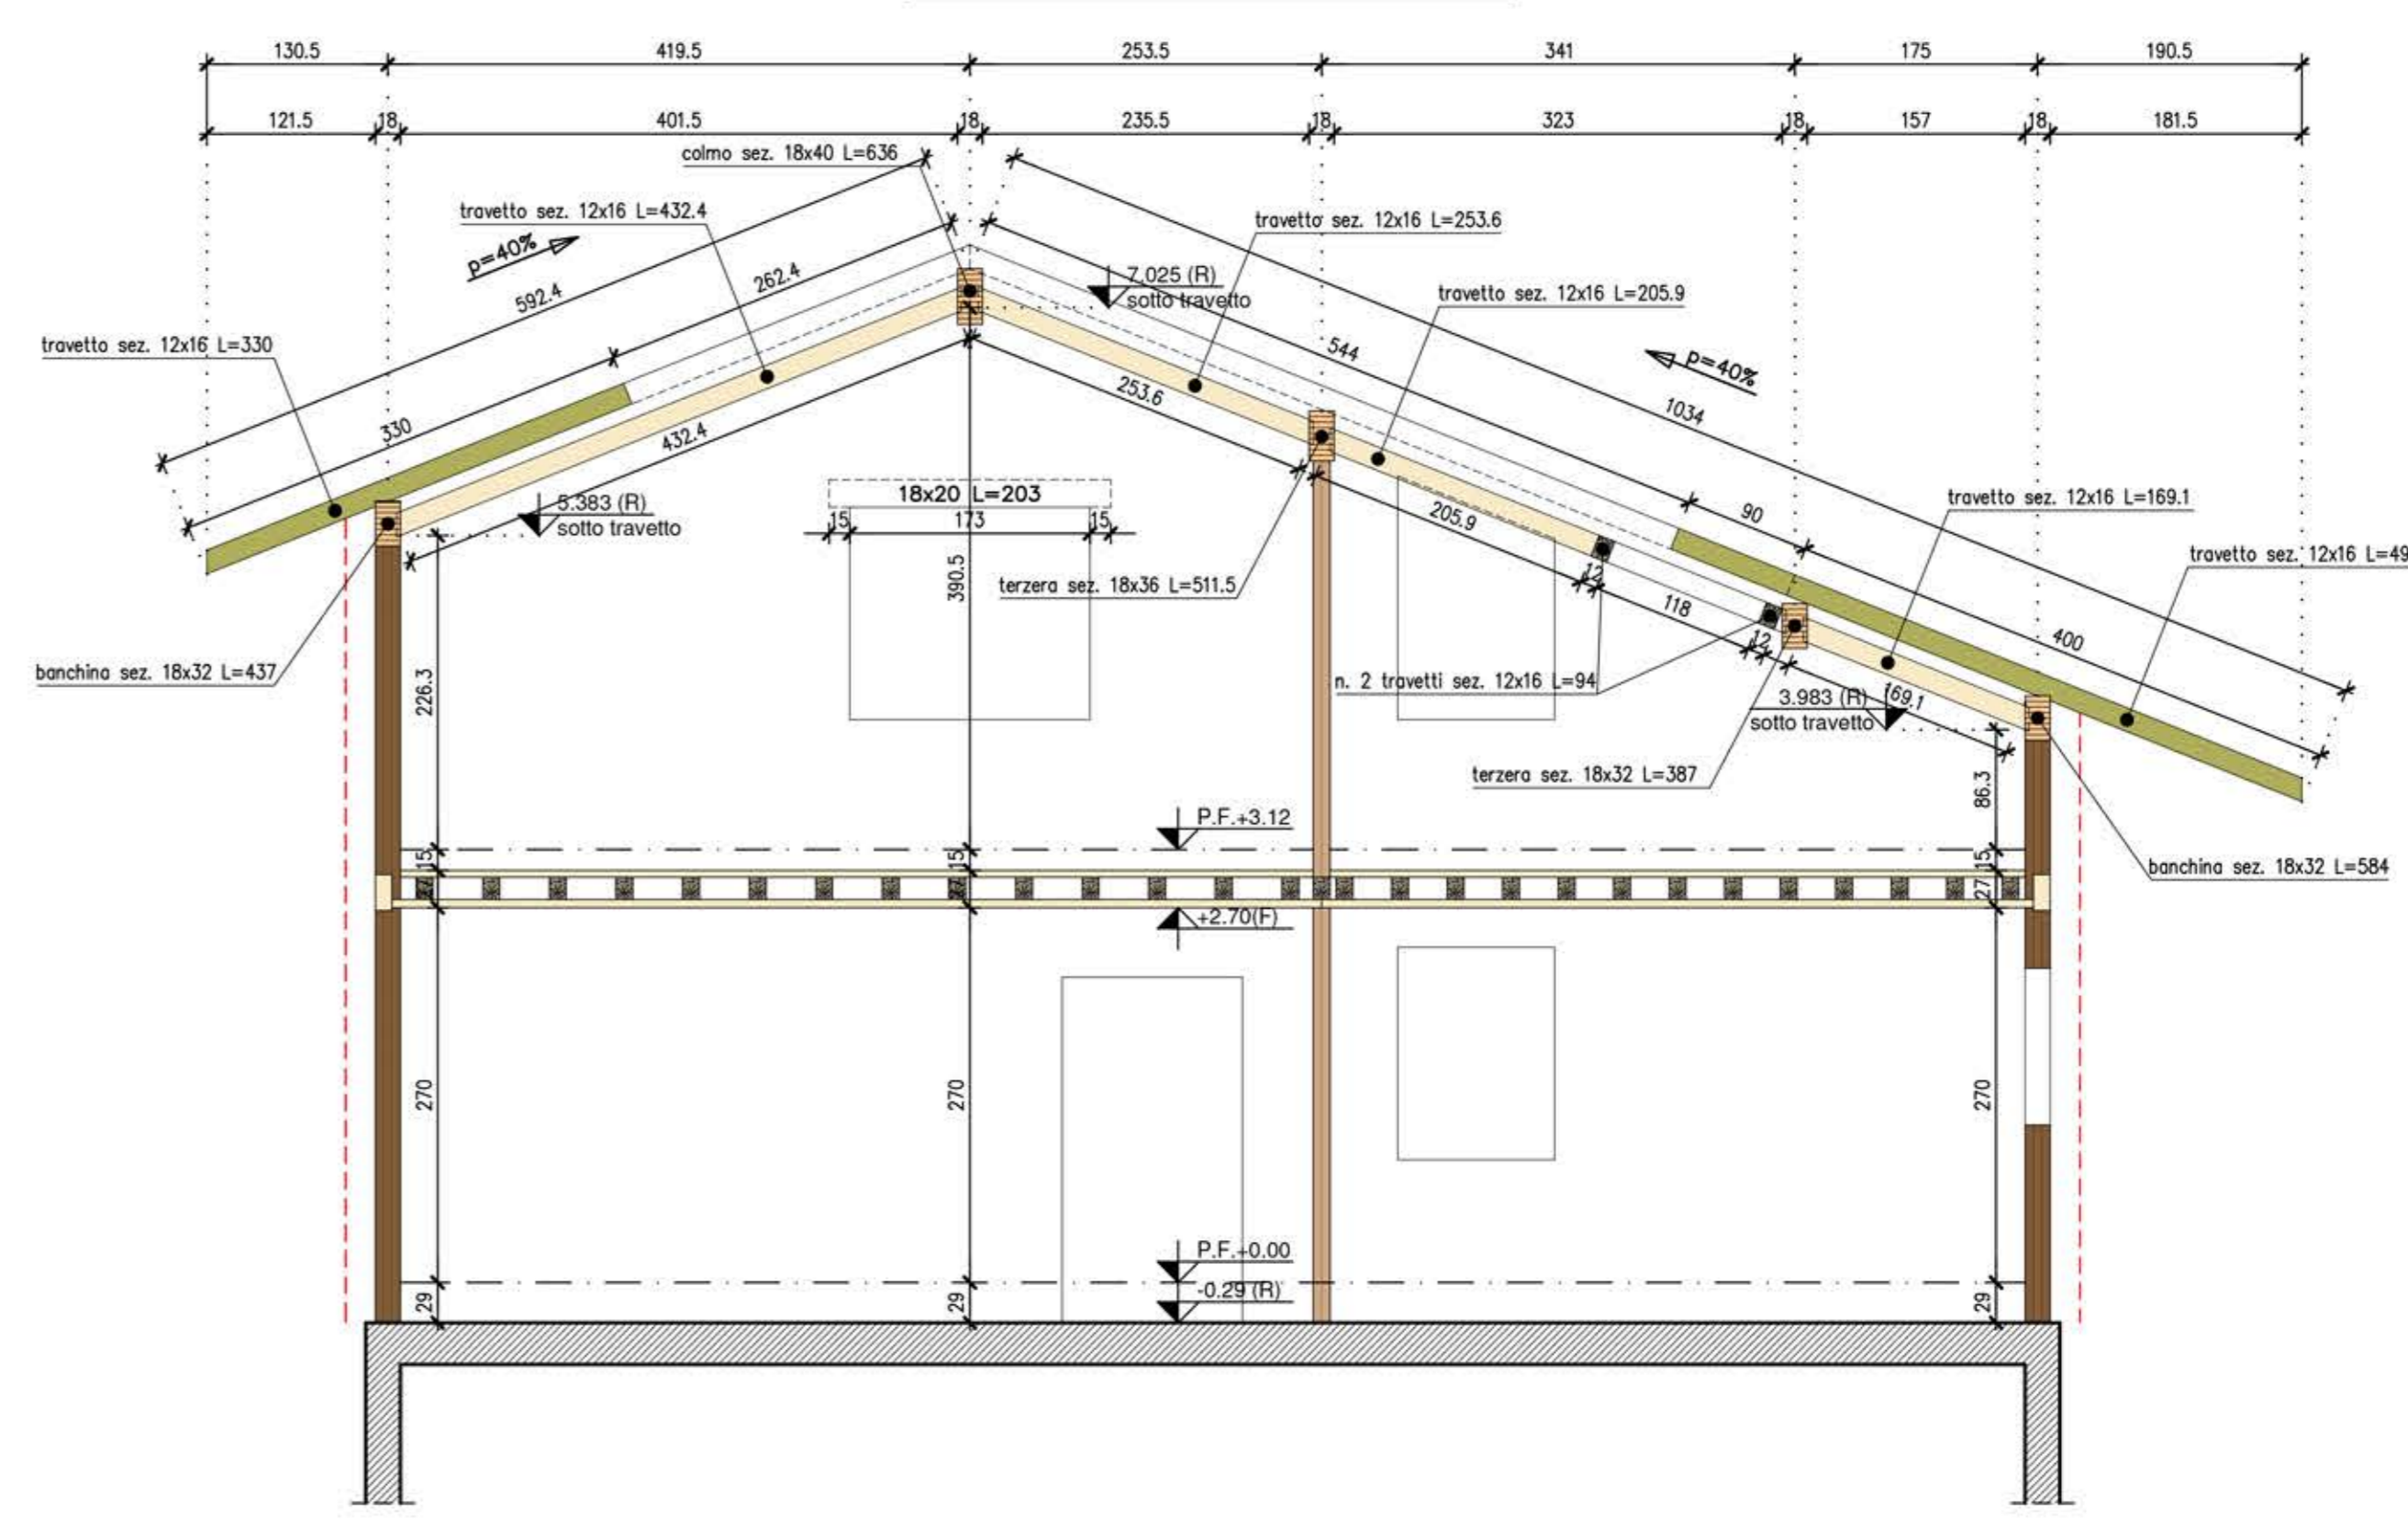 130.5 419.5 253.5 341 175 190.5
121.5 18 401.5 18 235.5 18 323 18 157 18 181.5
colmo sez. 18x40 L=636
travetto sez. 12x16 L=432.4
travetto sez. 12x16 L=253.6
p=40%
592.4
262.4
7.025 (R)
sotto travetto
travetto sez. 12x16 L=205.9
travetto sez. 12x16 L=330
544
p=40%
1034
330
432.4
253.6
18x20 L=203
15 173 15
5.383 (R)
sotto travetto
205.9
90
travetto sez. 12x16 L=169.1
travetto sez. 12x16 L=49
390.5
terzera sez. 18x36 L=511.5
12
118
12
400
banchina sez. 18x32 L=437
226.3
n. 2 travetti sez. 12x16 L=94
3.983 (R)
sotto travetto
169.1
terzera sez. 18x32 L=387
86.3
P.F.+3.12
15 15 15
banchina sez. 18x32 L=584
27 27 27
+2.70(F)
270 270 270
P.F.+0.00
-0.29 (R)
29 29 29